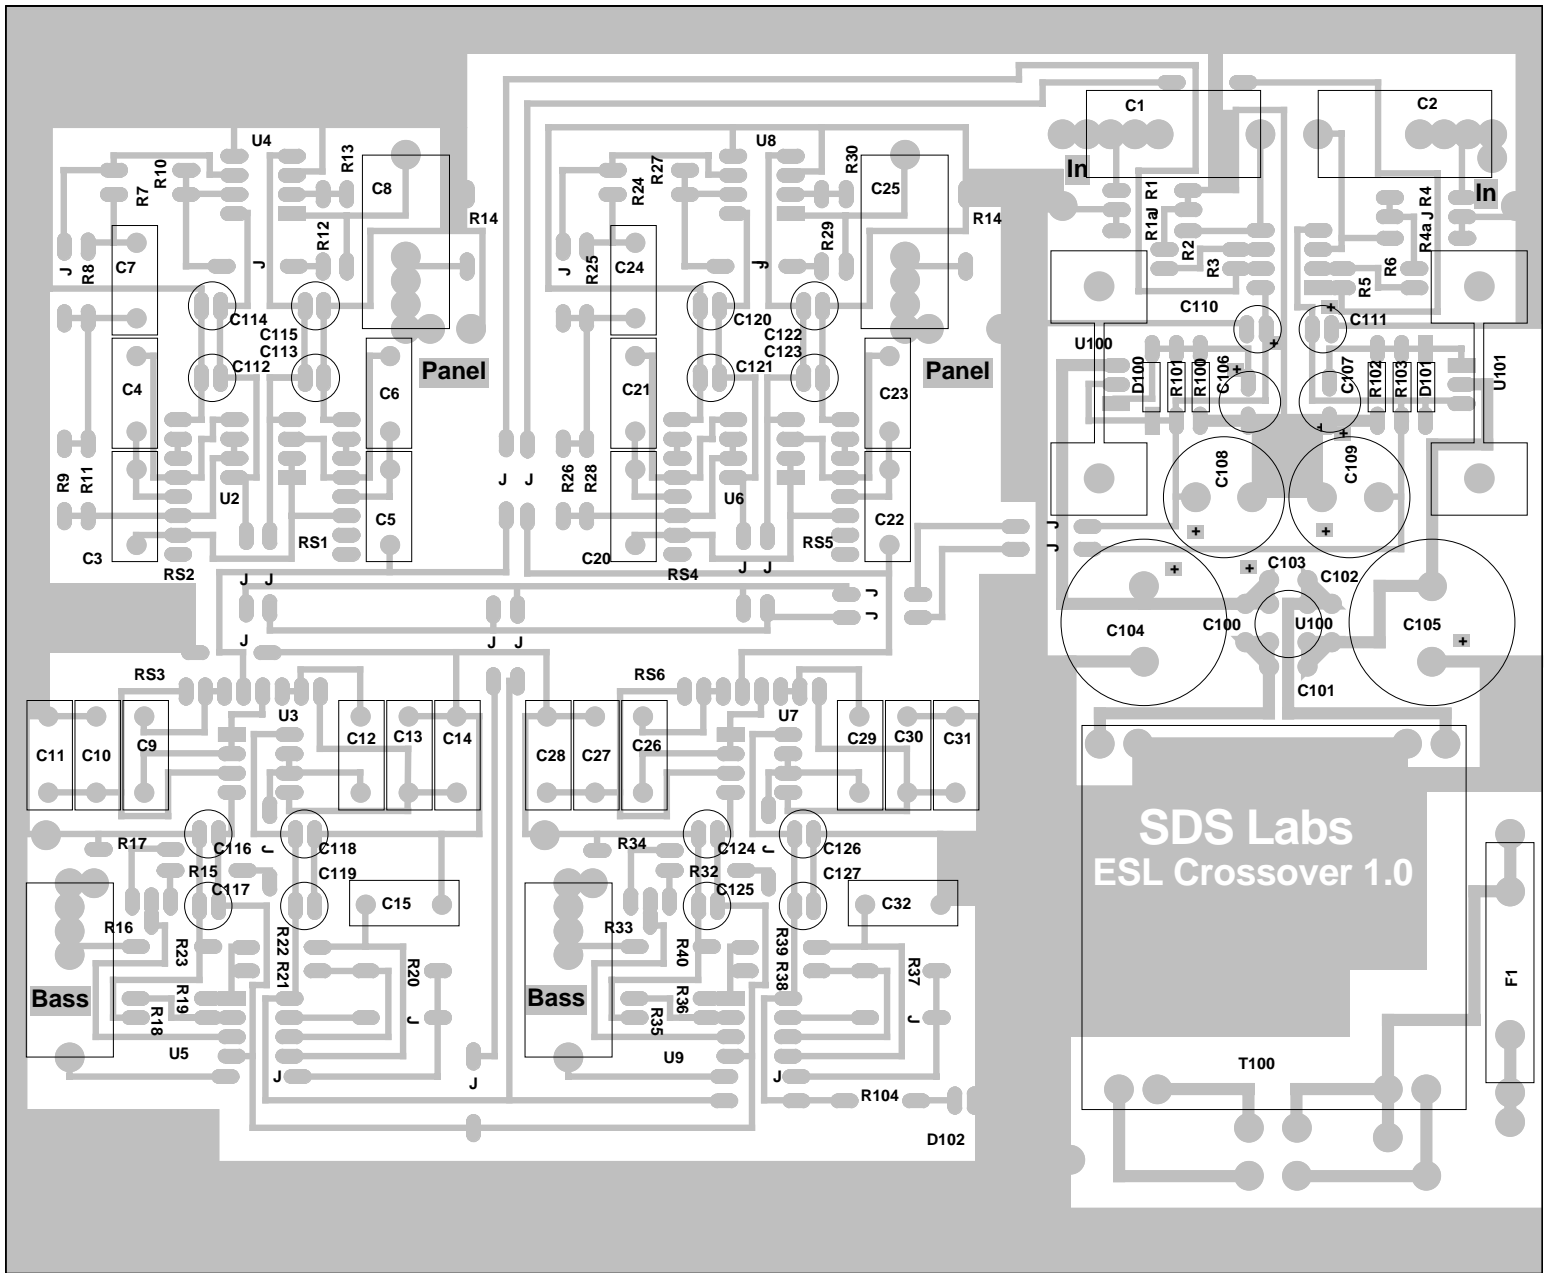 C1
C2
U4
U8
R10
R13
R27
R30
In
In
R7
C8
R24
C25
R1
R4
R14
R14
R1a
J
R4a
J
R12
R29
R2
R3
R6
R5
J
R8
C7
J
J
R25
C24
J
C110
C111
C114
C115
C120
C122
C113
C112
C123
C121
U100
U101
Panel
Panel
D100
R101
R100
C106
C107
R102
R103
D101
C4
C6
C21
C23
C108
C109
R9
R11
U2
J
J
R26
R28
U6
C5
C22
RS1
RS5
C3
RS2
C20
RS4
J
J
J
J
J
J
J
J
C103
C102
C104
C100
U100
C105
C101
J
J
J
RS3
RS6
U3
U7
C11
C10
C9
C12
C13
C14
C28
C27
C26
C29
C30
C31
SDS Labs
ESL Crossover 1.0
R17
C116
J
C118
R34
C124
J
C126
R15
C117
C119
R32
C125
C127
C15
C32
R16
R23
R22
R21
R20
R33
R40
R39
R38
R37
Bass
Bass
R18
R19
R35
R36
J
J
F1
U5
U9
J
J
J
T100
R104
D102